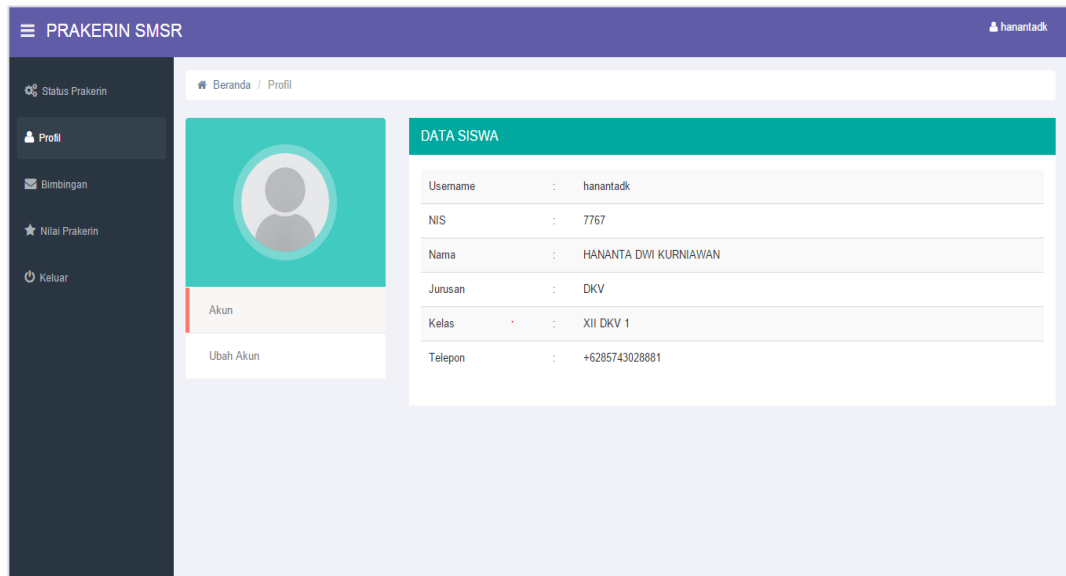 PRAKERIN SMSR
hanantadk
Status Prakerin
Profil
Bimbingan
Nilai Prakerin
Keluar
Beranda / Profil
Akun
Ubah Akun
DATA SISWA
Username : hanantadk
NIS : 7767
Nama : HANANTA DWI KURNIAWAN
Jurusan : DKV
Kelas : XII DKV 1
Telepon : +6285743028881